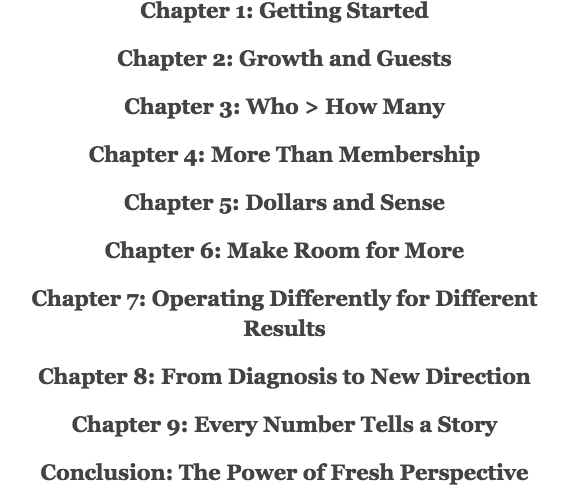 Chapter 1: Getting Started
Chapter 2: Growth and Guests
Chapter 3: Who > How Many
Chapter 4: More Than Membership
Chapter 5: Dollars and Sense
Chapter 6: Make Room for More
Chapter 7: Operating Differently for Different
Results
Chapter 8: From Diagnosis to New Direction
Chapter 9: Every Number Tells a Story
Conclusion: The Power of Fresh Perspective